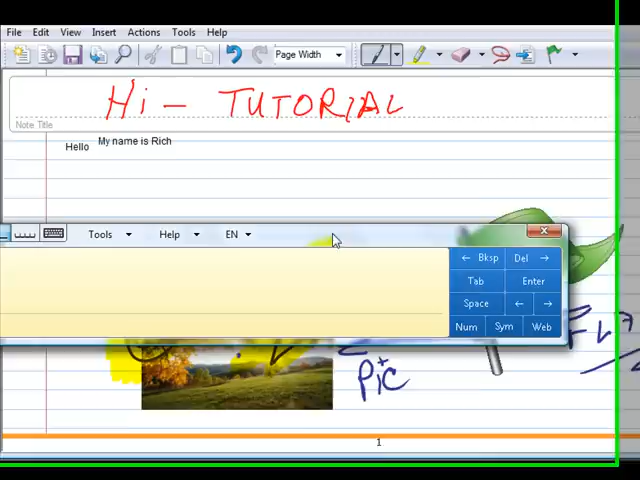 File Edit View Insert Actions Tools Help
Page Width
Hi - TUTORIAL
Note Title
Hello My name is Rich
Tools Help EN
← Bksp Del →
Tab Enter
Space ← →
Num Sym Web
Pic
1